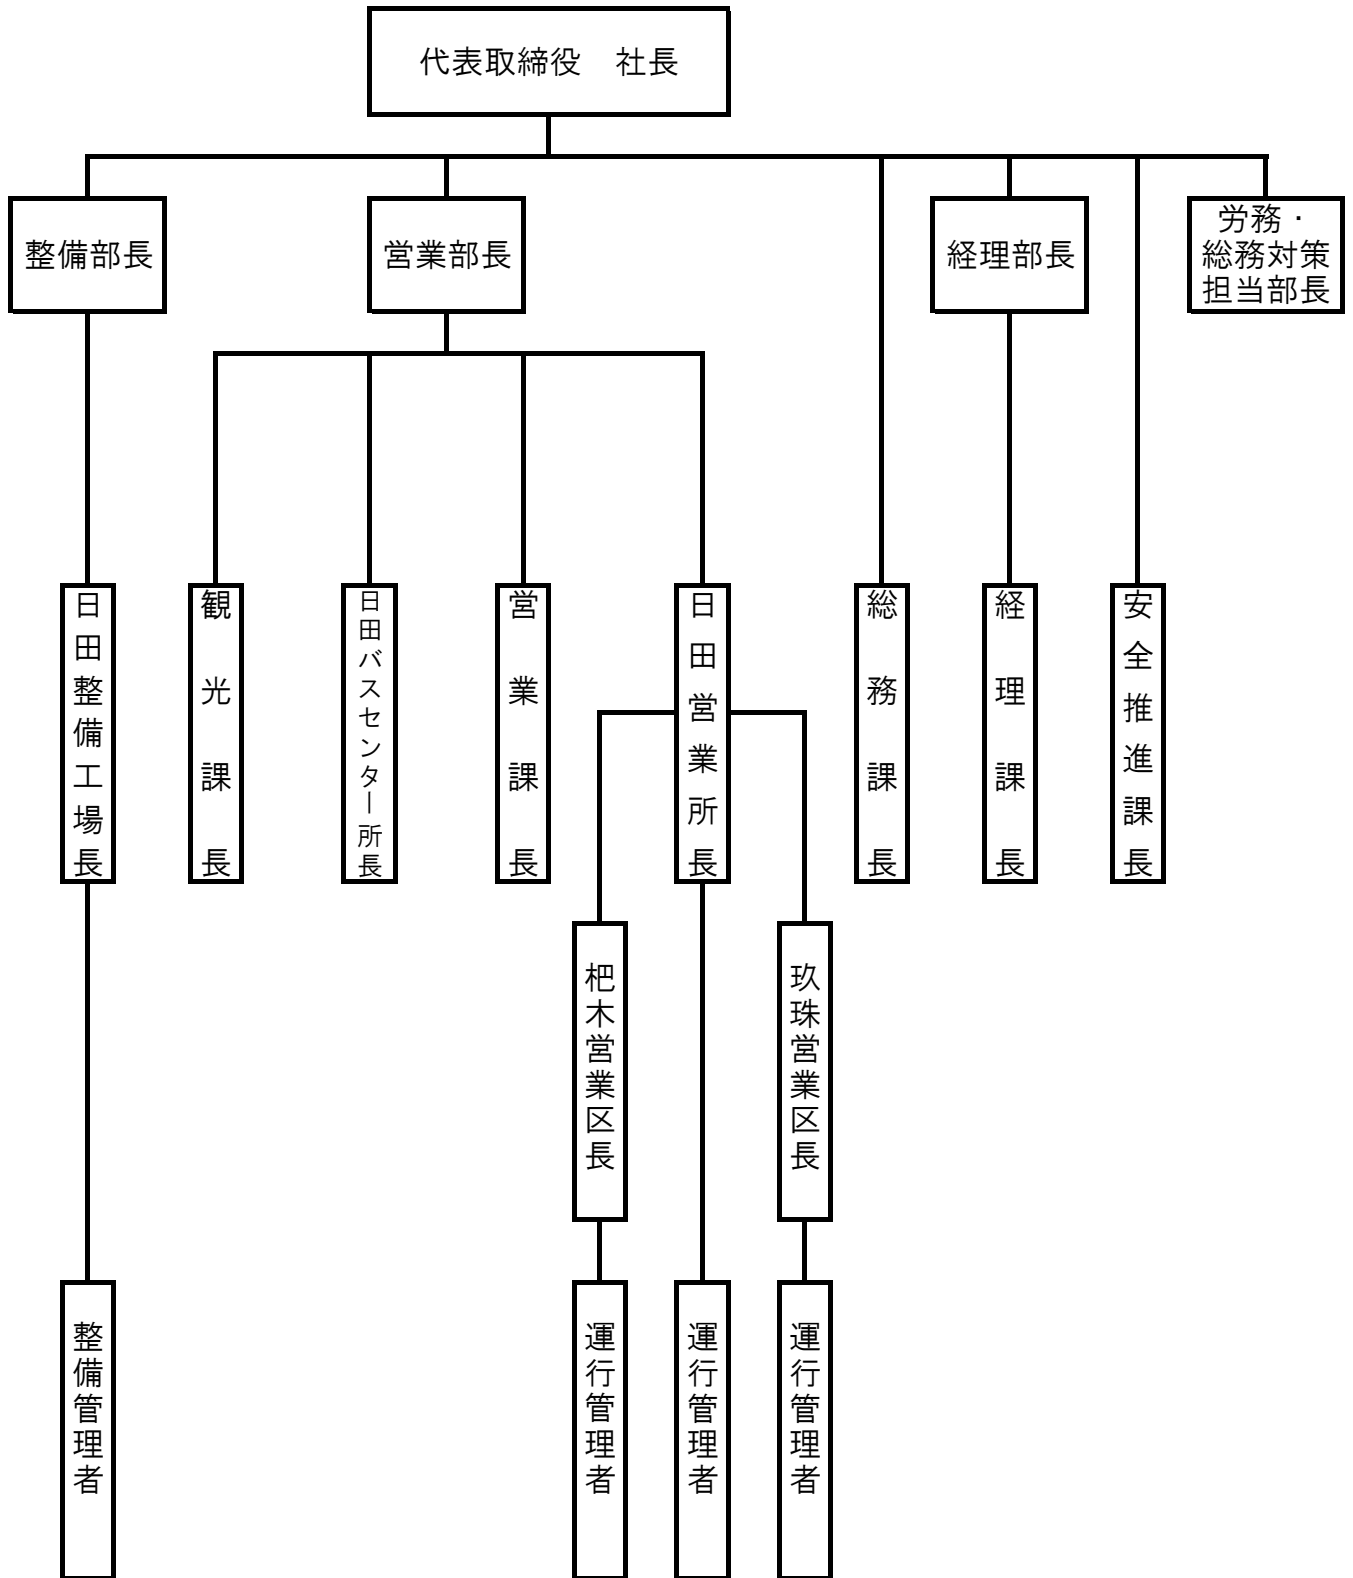 代表取締役　社長
整備部長
営業部長
経理部長
労務・
総務対策
担当部長
日田整備工場長
観光課長
日田バスセンター所長
営業課長
日田営業所長
総務課長
経理課長
安全推進課長
杷木営業区長
玖珠営業区長
整備管理者
運行管理者
運行管理者
運行管理者